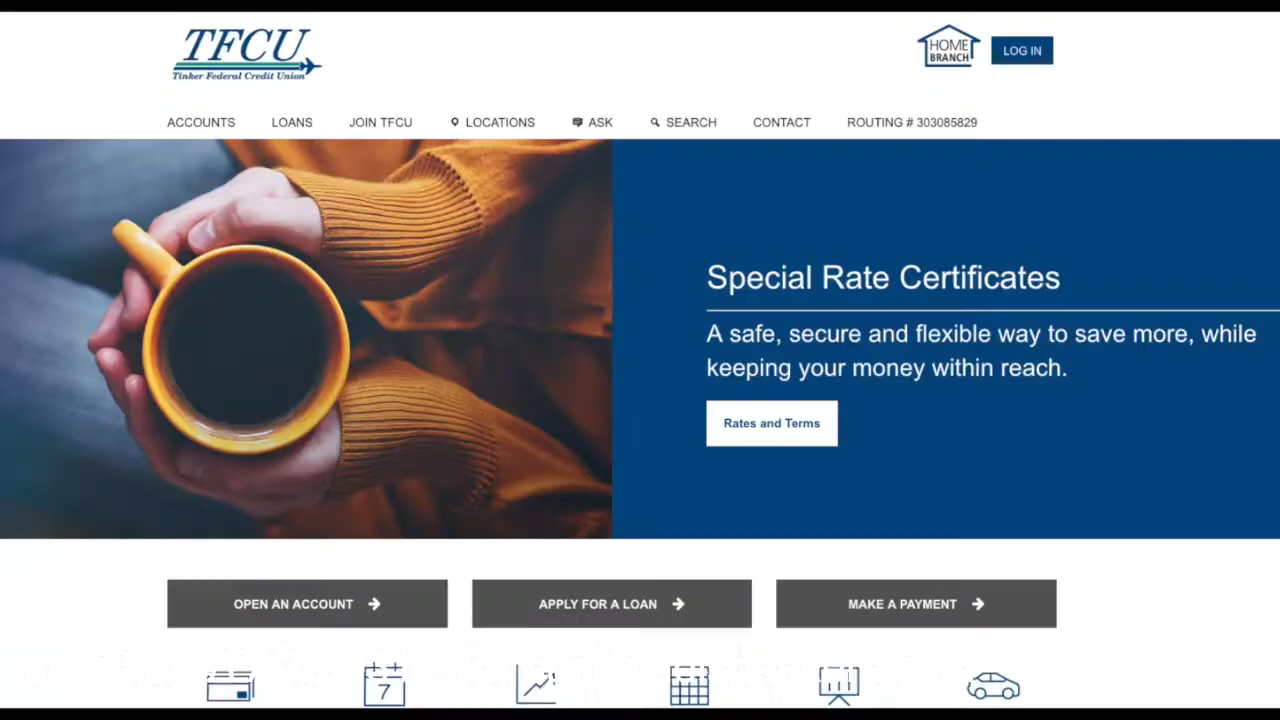 TFCU
Tinker Federal Credit Union
HOME
BRANCH
LOG IN
ACCOUNTS LOANS JOIN TFCU LOCATIONS ASK SEARCH CONTACT ROUTING # 303085829
Special Rate Certificates
A safe, secure and flexible way to save more, while
keeping your money within reach.
Rates and Terms
OPEN AN ACCOUNT APPLY FOR A LOAN MAKE A PAYMENT
7